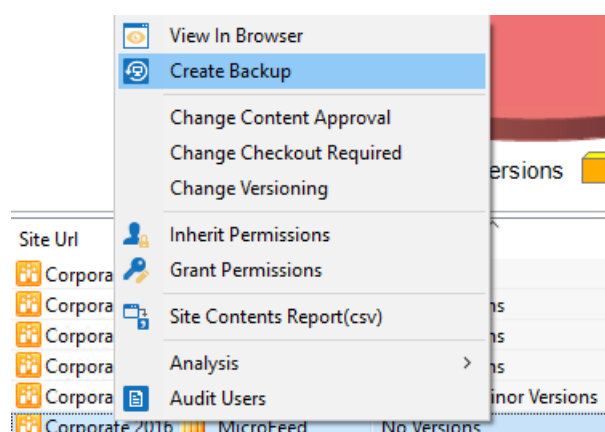 View In Browser
Create Backup
Change Content Approval
Change Checkout Required
Change Versioning
Inherit Permissions
Grant Permissions
Site Contents Report(csv)
Analysis
Audit Users
ersions
Site Url
Corpora
Corpora ns
Corpora ns
Corpora ns
Corpora inor Versions
Corporate 2016 MicroFeed No Versions